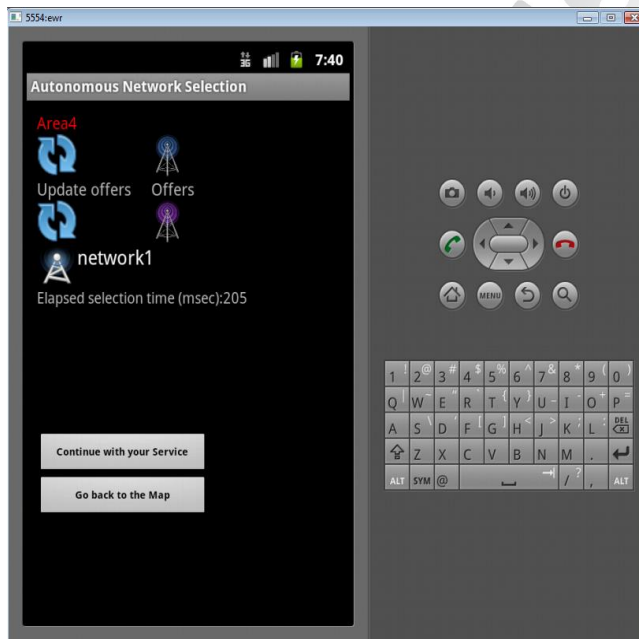 5554:ewr
3G 7:40
Autonomous Network Selection
Area4
Update offers Offers
network1
Elapsed selection time (msec):205
Continue with your Service
Go back to the Map
MENU
1 ! 2 @ 3 # 4 $ 5 % 6 ^ 7 & 8 * 9 ( 0 )
Q | W ~ E " R ` T { Y } U _ I - O + P =
A S \ D ' F [ G ] H < J > K ; L : DEL
Z X C V B N M .
ALT SYM @ / ? , ALT